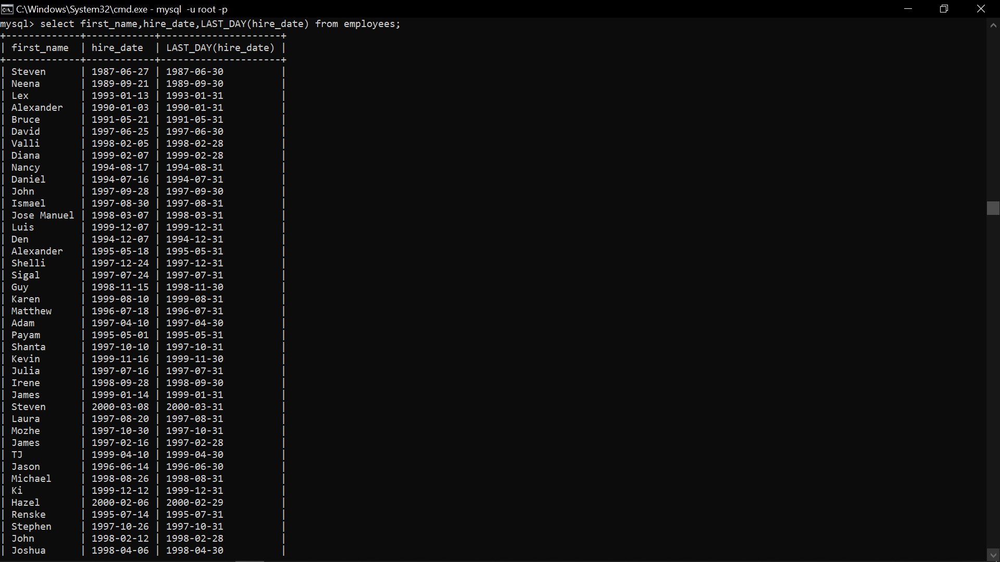 C:\Windows\System32\cmd.exe - mysql  -u root -p
mysql> select first_name,hire_date,LAST_DAY(hire_date) from employees;
+-------------+------------+---------------------+
| first_name  | hire_date  | LAST_DAY(hire_date) |
+-------------+------------+---------------------+
| Steven      | 1987-06-27 | 1987-06-30          |
| Neena       | 1989-09-21 | 1989-09-30          |
| Lex         | 1993-01-13 | 1993-01-31          |
| Alexander   | 1990-01-03 | 1990-01-31          |
| Bruce       | 1991-05-21 | 1991-05-31          |
| David       | 1997-06-25 | 1997-06-30          |
| Valli       | 1998-02-05 | 1998-02-28          |
| Diana       | 1999-02-07 | 1999-02-28          |
| Nancy       | 1994-08-17 | 1994-08-31          |
| Daniel      | 1994-07-16 | 1994-07-31          |
| John        | 1997-09-28 | 1997-09-30          |
| Ismael      | 1997-08-30 | 1997-08-31          |
| Jose Manuel | 1998-03-07 | 1998-03-31          |
| Luis        | 1999-12-07 | 1999-12-31          |
| Den         | 1994-12-07 | 1994-12-31          |
| Alexander   | 1995-05-18 | 1995-05-31          |
| Shelli      | 1997-12-24 | 1997-12-31          |
| Sigal       | 1997-07-24 | 1997-07-31          |
| Guy         | 1998-11-15 | 1998-11-30          |
| Karen       | 1999-08-10 | 1999-08-31          |
| Matthew     | 1996-07-18 | 1996-07-31          |
| Adam        | 1997-04-10 | 1997-04-30          |
| Payam       | 1995-05-01 | 1995-05-31          |
| Shanta      | 1997-10-10 | 1997-10-31          |
| Kevin       | 1999-11-16 | 1999-11-30          |
| Julia       | 1997-07-16 | 1997-07-31          |
| Irene       | 1998-09-28 | 1998-09-30          |
| James       | 1999-01-14 | 1999-01-31          |
| Steven      | 2000-03-08 | 2000-03-31          |
| Laura       | 1997-08-20 | 1997-08-31          |
| Mozhe       | 1997-10-30 | 1997-10-31          |
| James       | 1997-02-16 | 1997-02-28          |
| TJ          | 1999-04-10 | 1999-04-30          |
| Jason       | 1996-06-14 | 1996-06-30          |
| Michael     | 1998-08-26 | 1998-08-31          |
| Ki          | 1999-12-12 | 1999-12-31          |
| Hazel       | 2000-02-06 | 2000-02-29          |
| Renske      | 1995-07-14 | 1995-07-31          |
| Stephen     | 1997-10-26 | 1997-10-31          |
| John        | 1998-02-12 | 1998-02-28          |
| Joshua      | 1998-04-06 | 1998-04-30          |